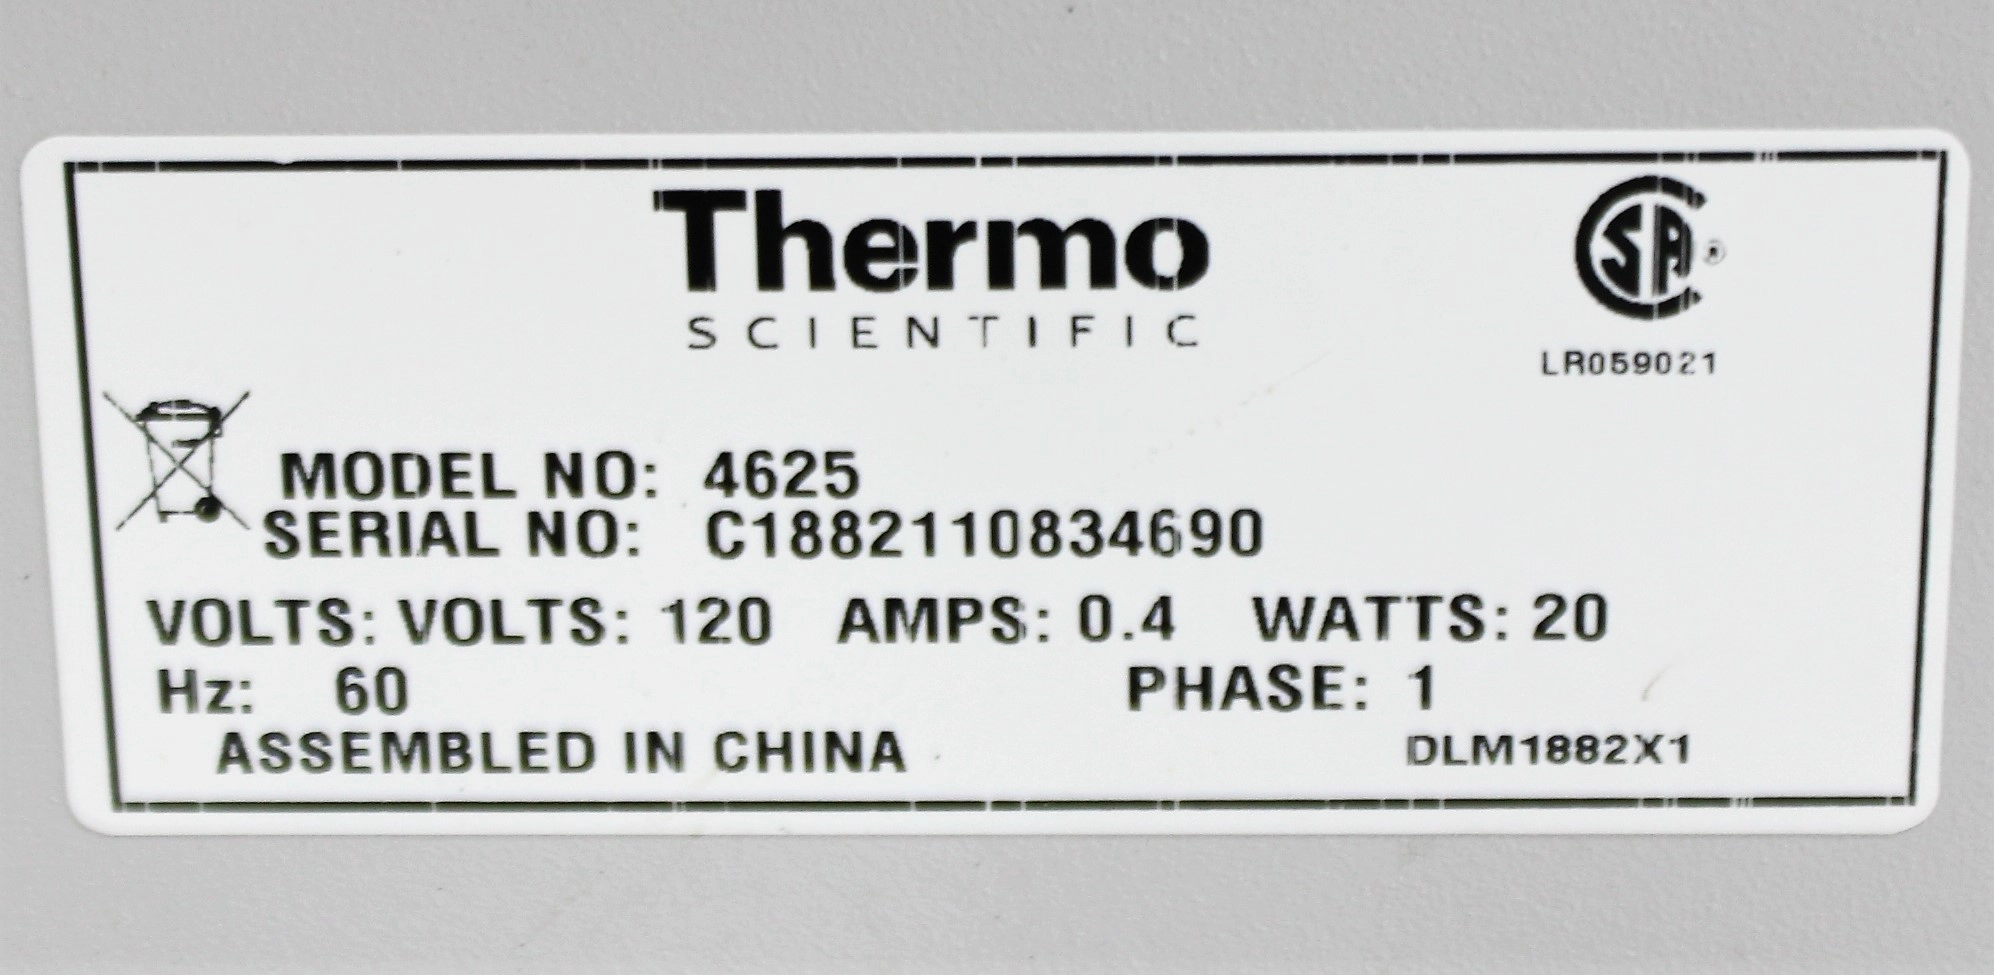 Thermo
SCIENTIFIC
CSA®
LR059021
MODEL NO: 4625
SERIAL NO: C1882110834690
VOLTS: VOLTS: 120 AMPS: 0.4 WATTS: 20
Hz: 60 PHASE: 1
ASSEMBLED IN CHINA DLM1882X1